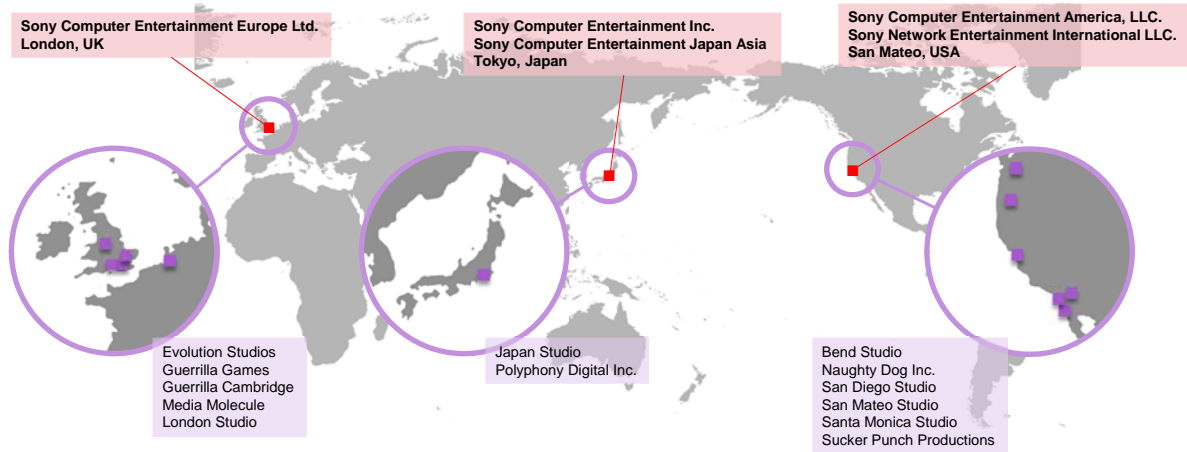 Sony Computer Entertainment Europe Ltd.
London, UK
Sony Computer Entertainment Inc.
Sony Computer Entertainment Japan Asia
Tokyo, Japan
Sony Computer Entertainment America, LLC.
Sony Network Entertainment International LLC.
San Mateo, USA
Evolution Studios
Guerrilla Games
Guerrilla Cambridge
Media Molecule
London Studio
Japan Studio
Polyphony Digital Inc.
Bend Studio
Naughty Dog Inc.
San Diego Studio
San Mateo Studio
Santa Monica Studio
Sucker Punch Productions